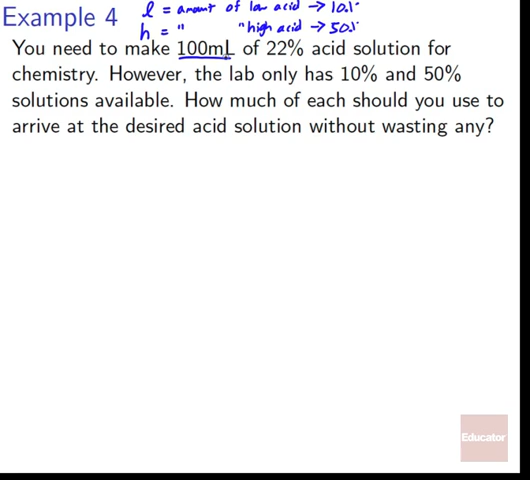 Example 4
l = amount of low acid → 10%
h = " " high acid → 50%
You need to make 100mL of 22% acid solution for
chemistry. However, the lab only has 10% and 50%
solutions available. How much of each should you use to
arrive at the desired acid solution without wasting any?
Educator